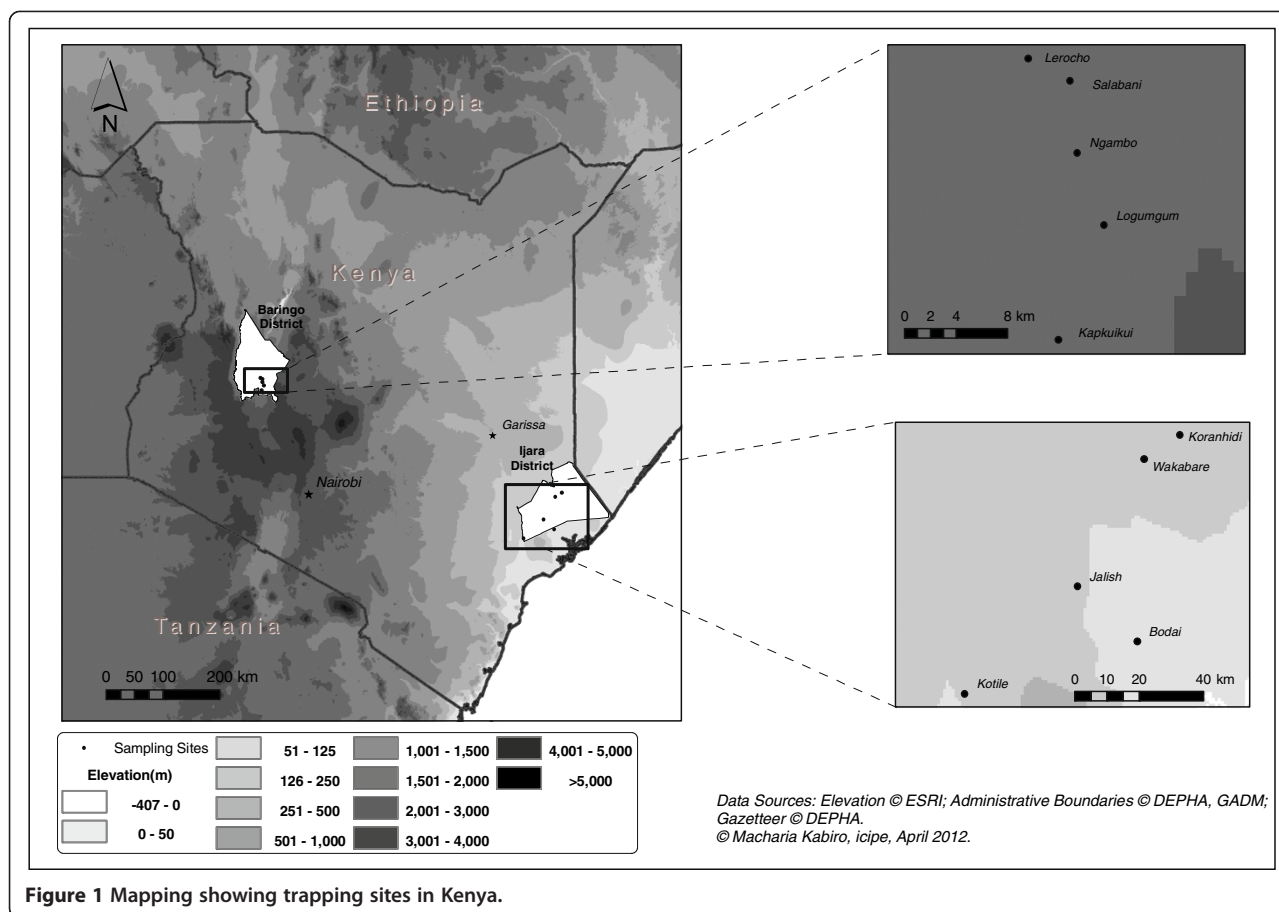 N
Ethiopia
Kenya
Baringo
District
Garissa
Ijara
District
Nairobi
Tanzania
0 50 100 200 km
Lerocho
Salabani
Ngambo
Logumgum
0 2 4 8 km
Kapkuikui
Koranhidi
Wakabare
Jalish
Bodai
Kotile
0 10 20 40 km
Sampling Sites
Elevation(m)
-407 - 0
0 - 50
51 - 125
126 - 250
251 - 500
501 - 1,000
1,001 - 1,500
1,501 - 2,000
2,001 - 3,000
3,001 - 4,000
4,001 - 5,000
>5,000
Data Sources: Elevation © ESRI; Administrative Boundaries © DEPHA, GADM;
Gazetteer © DEPHA.
© Macharia Kabiro, icipe, April 2012.
Figure 1 Mapping showing trapping sites in Kenya.